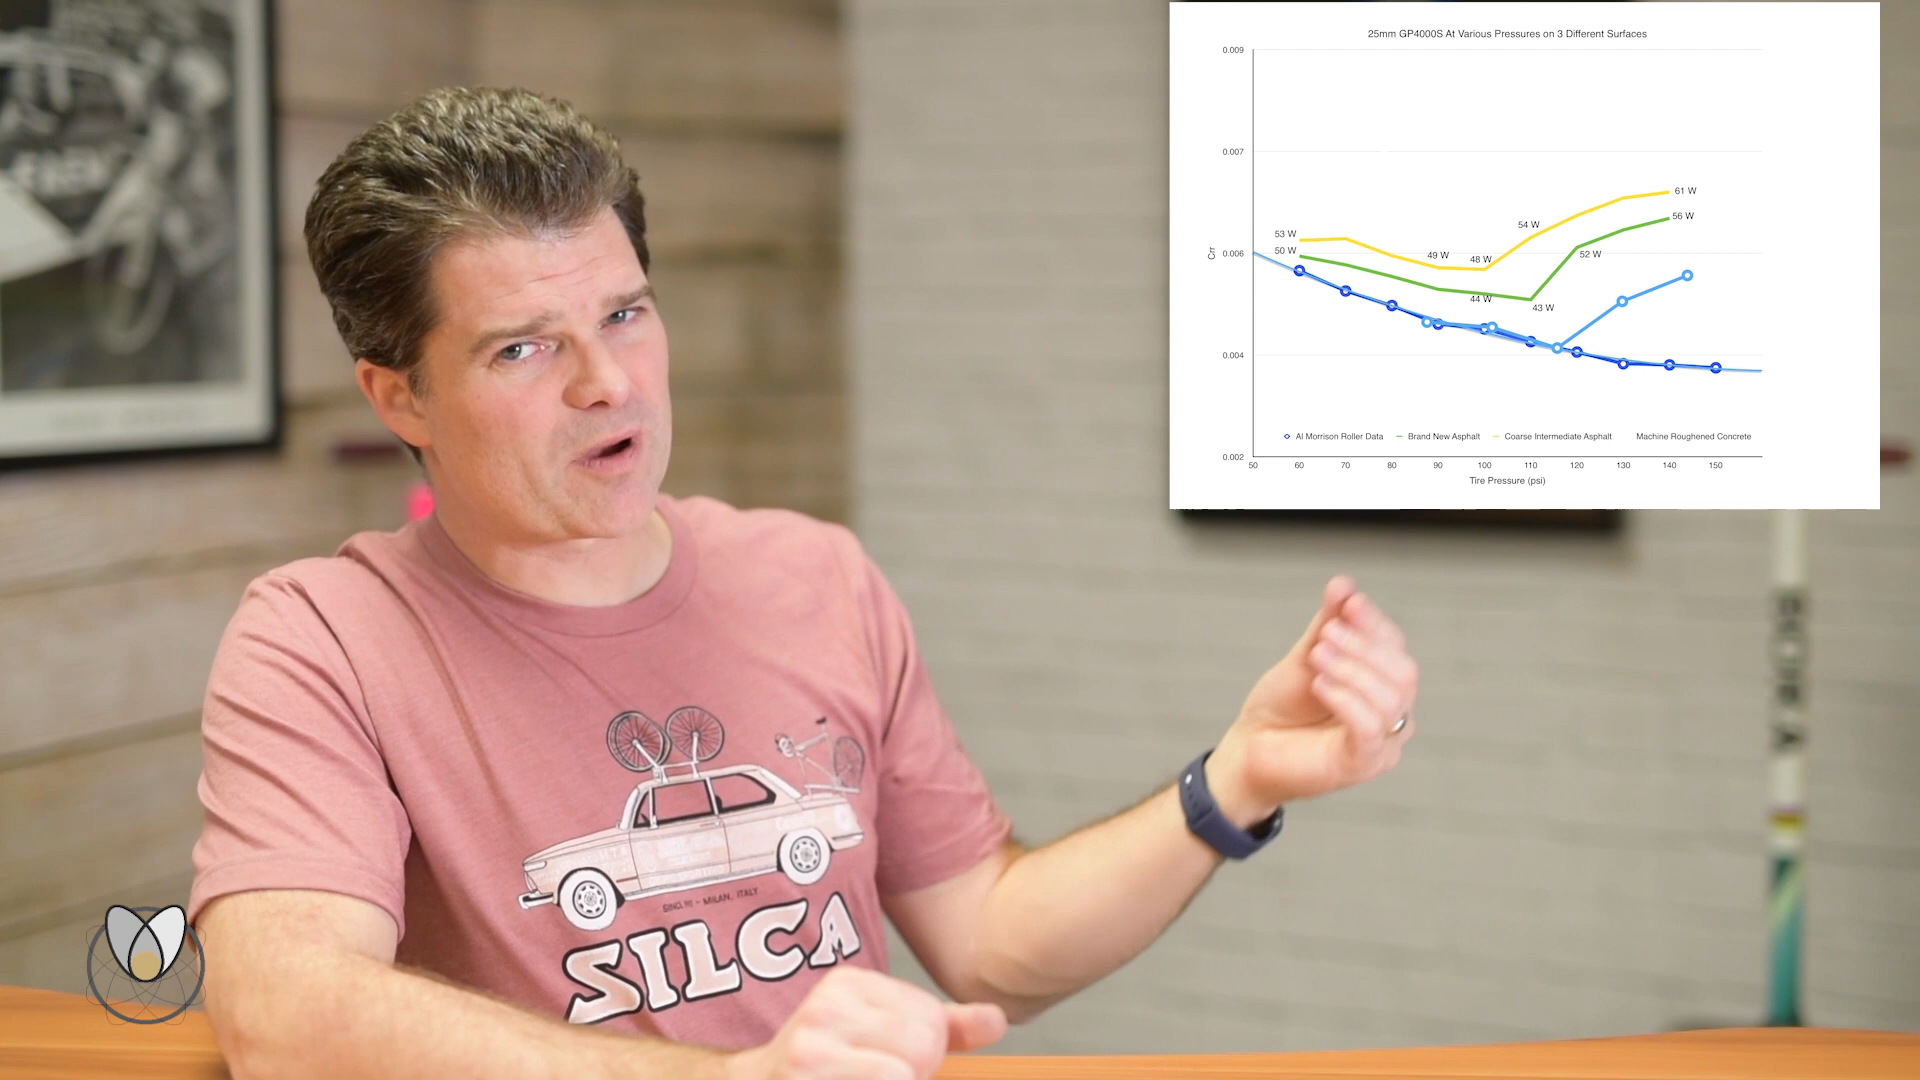 25mm GP4000S At Various Pressures on 3 Different Surfaces
0.009
0.007
61 W
56 W
54 W
53 W
50 W
49 W
48 W
52 W
0.006
Crr
44 W
43 W
0.004
Al Morrison Roller Data
Brand New Asphalt
Coarse Intermediate Asphalt
Machine Roughened Concrete
0.002
50 60 70 80 90 100 110 120 130 140 150
Tire Pressure (psi)
BORA
MILAN, ITALY
SILCA